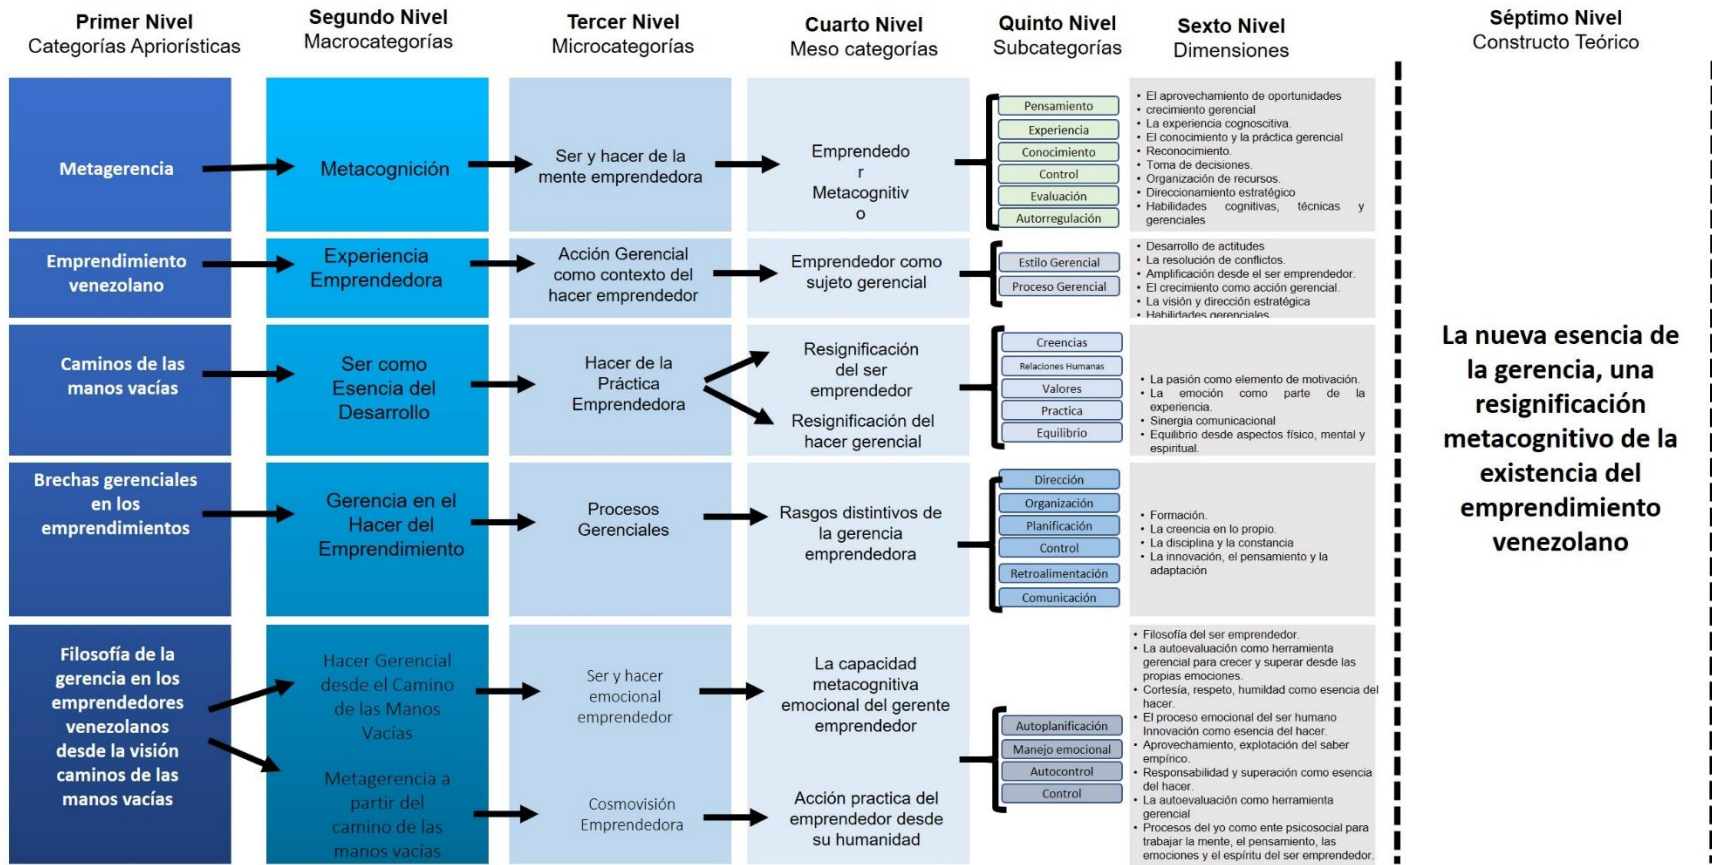 Primer Nivel
Categorías Apriorísticas
Segundo Nivel
Macrocategorías
Tercer Nivel
Microcategorías
Cuarto Nivel
Meso categorías
Quinto Nivel
Subcategorías
Sexto Nivel
Dimensiones
Séptimo Nivel
Constructo Teórico
Metagerencia
Metacognición
Ser y hacer de la
mente emprendedora
Emprendedo
r
Metacognitiv
o
Pensamiento
Experiencia
Conocimiento
Control
Evaluación
Autorregulación
• El aprovechamiento de oportunidades
• crecimiento gerencial
• La experiencia cognoscitiva.
• El conocimiento y la práctica gerencial
• Reconocimiento.
• Toma de decisiones.
• Organización de recursos.
• Direccionamiento estratégico
• Habilidades cognitivas, técnicas y
gerenciales
Emprendimiento
venezolano
Experiencia
Emprendedora
Acción Gerencial
como contexto del
hacer emprendedor
Emprendedor como
sujeto gerencial
Estilo Gerencial
Proceso Gerencial
• Desarrollo de actitudes
• La resolución de conflictos.
• Amplificación desde el ser emprendedor.
• El crecimiento como acción gerencial.
• La visión y dirección estratégica
• Habilidades gerenciales
Caminos de las
manos vacías
Ser como
Esencia del
Desarrollo
Hacer de la
Práctica
Emprendedora
Resignificación
del ser
emprendedor
Resignificación del
hacer gerencial
Creencias
Relaciones Humanas
Valores
Practica
Equilibrio
• La pasión como elemento de motivación.
• La emoción como parte de la
experiencia.
• Sinergia comunicacional
• Equilibrio desde aspectos físico, mental y
espiritual.
Brechas gerenciales
en los
emprendimientos
Gerencia en el
Hacer del
Emprendimiento
Procesos
Gerenciales
Rasgos distintivos de
la gerencia
emprendedora
Dirección
Organización
Planificación
Control
Retroalimentación
Comunicación
• Formación.
• La creencia en lo propio.
• La disciplina y la constancia
• La innovación, el pensamiento y la
adaptación
Filosofía de la
gerencia en los
emprendedores
venezolanos
desde la visión
caminos de las
manos vacías
Hacer Gerencial
desde el Camino
de las Manos
Vacías
Metagerencia a
partir del
camino de las
manos vacías
Ser y hacer
emocional
emprendedor
Cosmovisión
Emprendedora
La capacidad
metacognitiva
emocional del gerente
emprendedor
Acción practica del
emprendedor desde
su humanidad
Autoplanificación
Manejo emocional
Autocontrol
Control
• Filosofía del ser emprendedor.
• La autoevaluación como herramienta
gerencial para crecer y superar desde las
propias emociones.
• Cortesía, respeto, humildad como esencia del
hacer.
• El proceso emocional del ser humano
Innovación como esencia del hacer.
• Aprovechamiento, explotación del saber
empírico.
• Responsabilidad y superación como esencia
del hacer.
• La autoevaluación como herramienta
gerencial
• Procesos del yo como ente psicosocial para
trabajar la mente, el pensamiento, las
emociones y el espíritu del ser emprendedor.
La nueva esencia de
la gerencia, una
resignificación
metacognitivo de la
existencia del
emprendimiento
venezolano